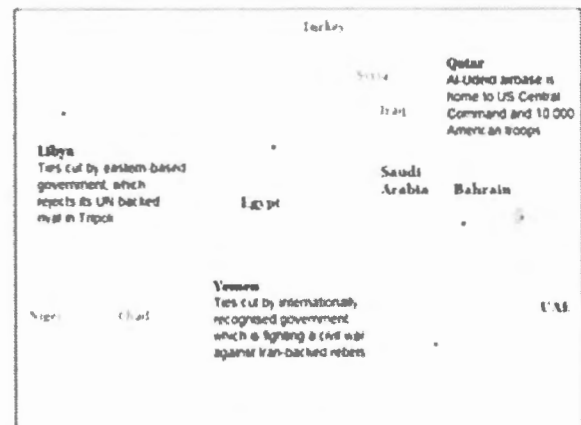 Turkey
Syria
Qatar
Al-Udeid airbase is
home to US Central
Command and 10 000
American troops
Iraq
Libya
Ties cut by eastern-based
government, which
rejects its UN backed
rival in Tripoli
Saudi
Arabia
Bahrain
Egypt
Yemen
Ties cut by internationally
recognised government
which is fighting a civil war
against Iran-backed rebels
Niger
Chad
UAE